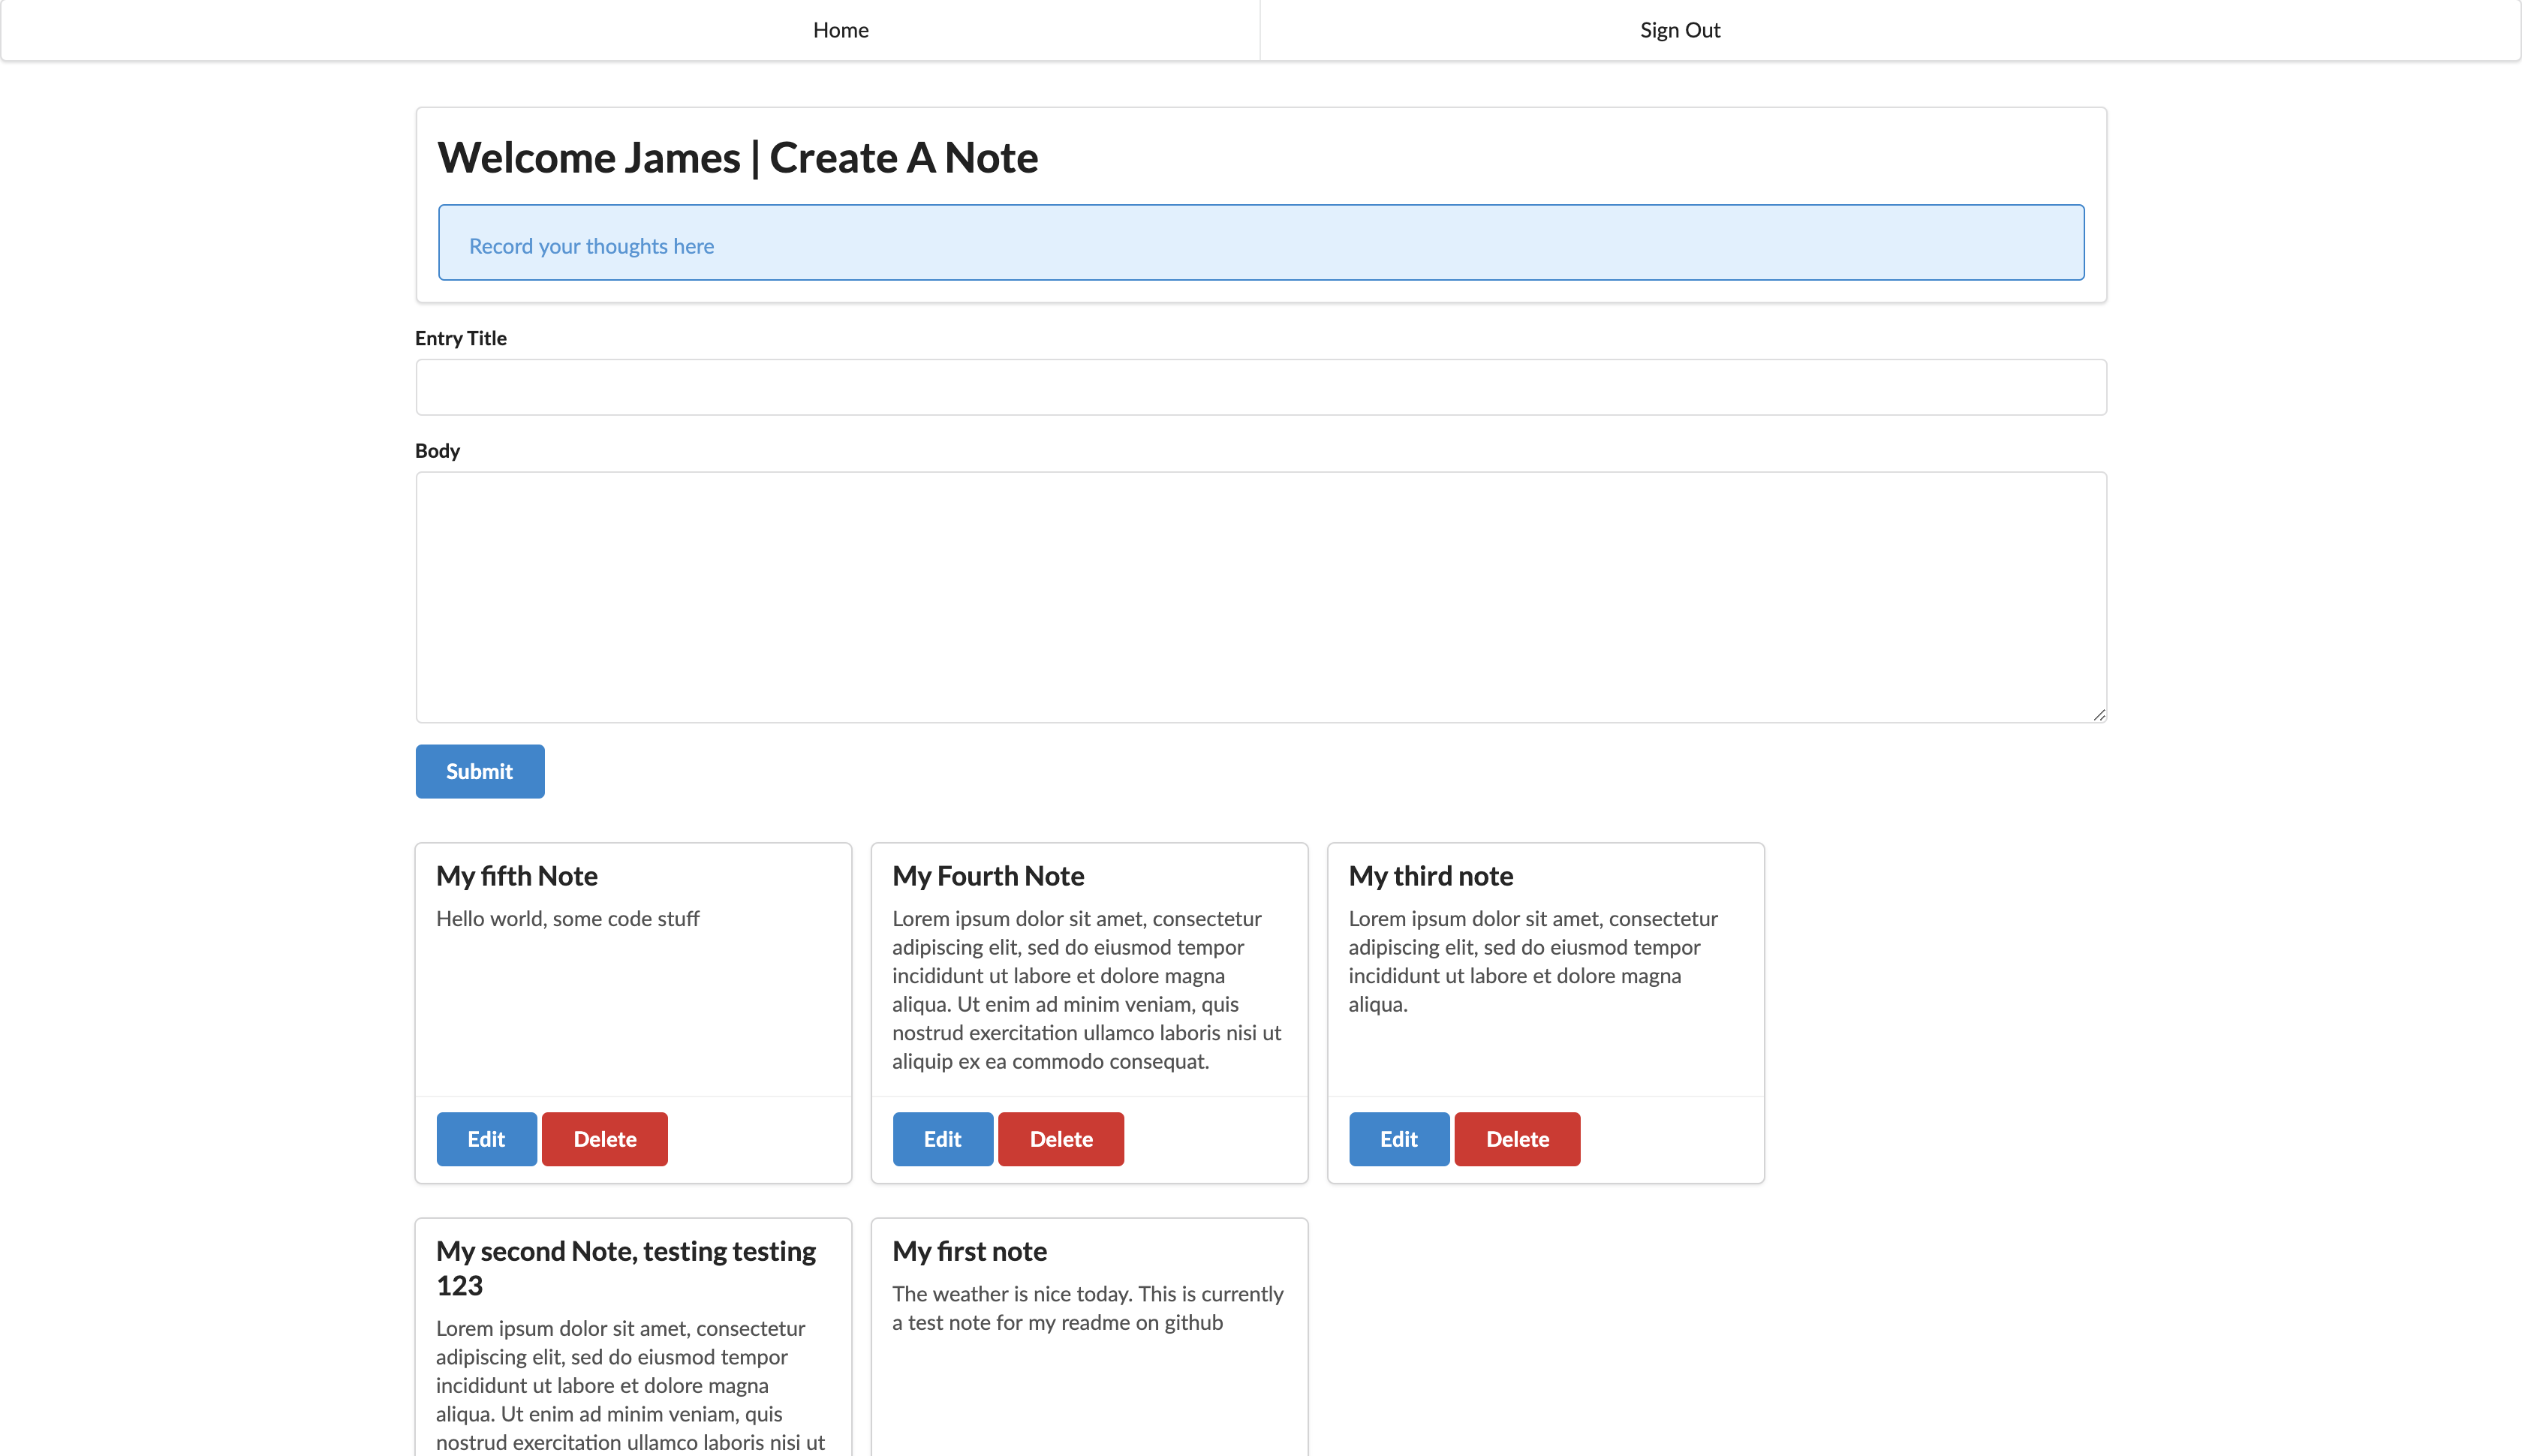 Home
Sign Out
Welcome James | Create A Note
Record your thoughts here
Entry Title
Body
Submit
My fifth Note
Hello world, some code stuff
Edit
Delete
My Fourth Note
Lorem ipsum dolor sit amet, consectetur
adipiscing elit, sed do eiusmod tempor
incididunt ut labore et dolore magna
aliqua. Ut enim ad minim veniam, quis
nostrud exercitation ullamco laboris nisi ut
aliquip ex ea commodo consequat.
Edit
Delete
My third note
Lorem ipsum dolor sit amet, consectetur
adipiscing elit, sed do eiusmod tempor
incididunt ut labore et dolore magna
aliqua.
Edit
Delete
My second Note, testing testing
123
Lorem ipsum dolor sit amet, consectetur
adipiscing elit, sed do eiusmod tempor
incididunt ut labore et dolore magna
aliqua. Ut enim ad minim veniam, quis
nostrud exercitation ullamco laboris nisi ut
My first note
The weather is nice today. This is currently
a test note for my readme on github